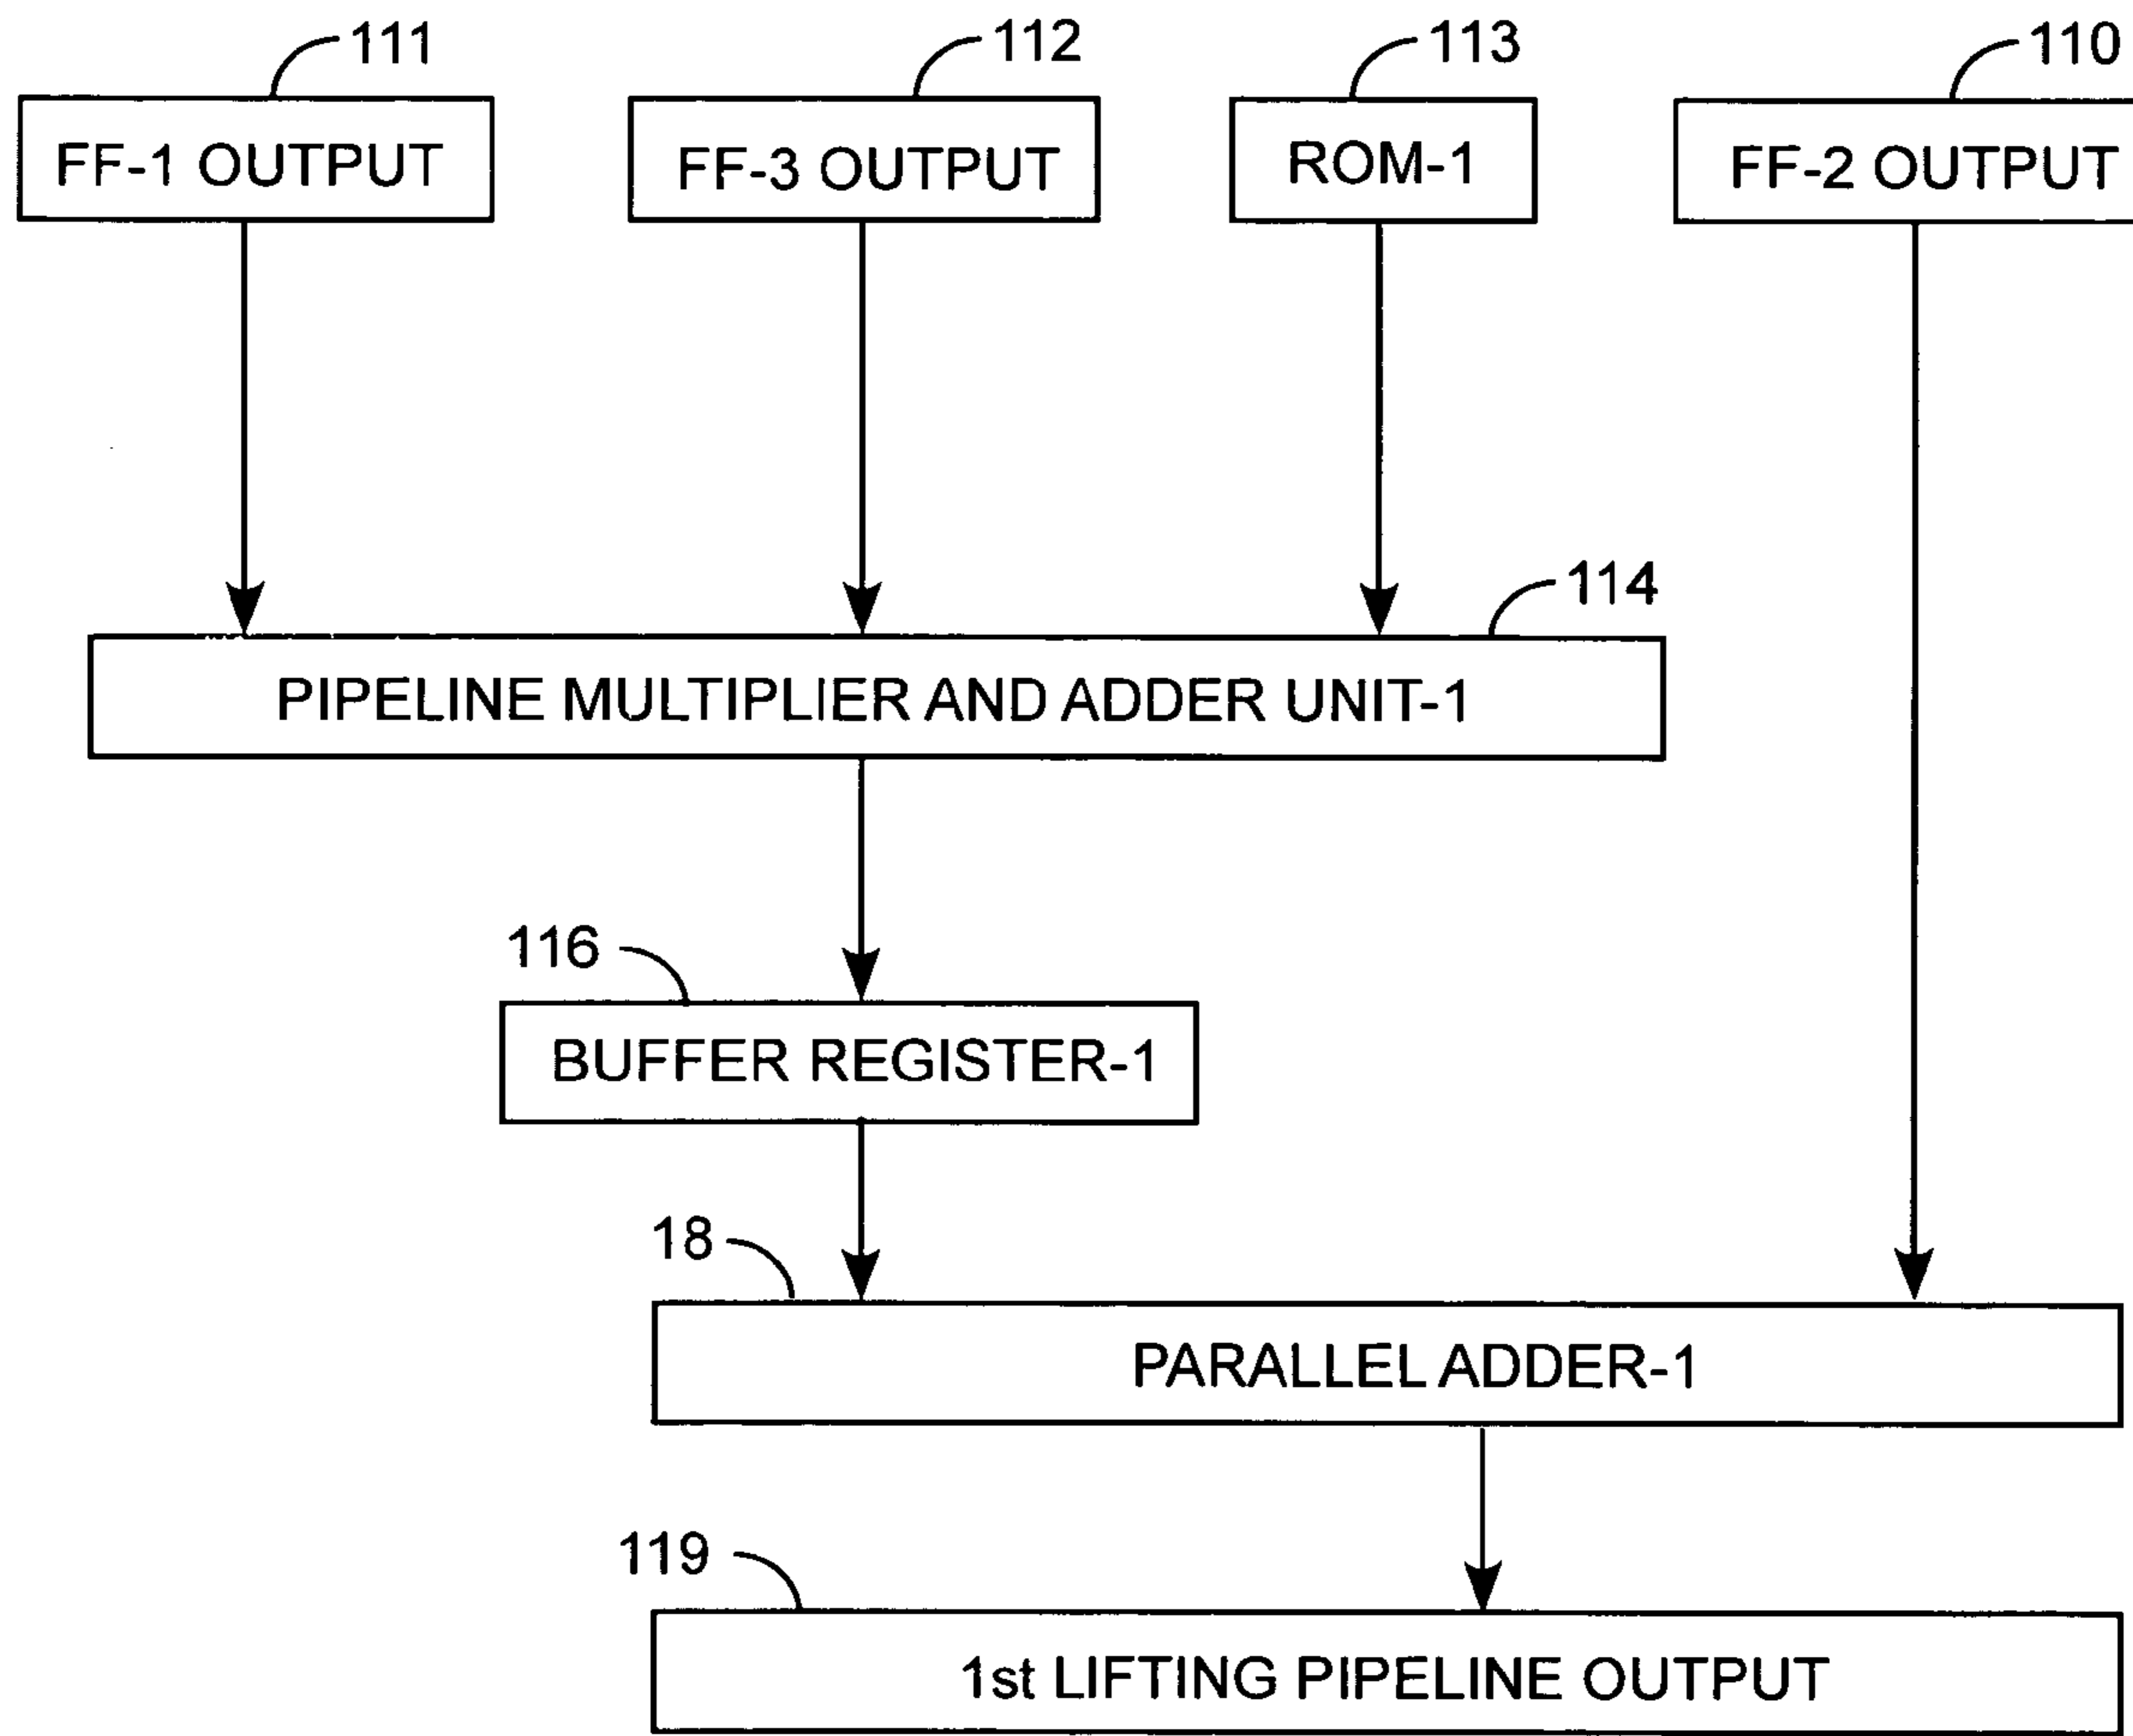 111
112
113
110
FF-1 OUTPUT
FF-3 OUTPUT
ROM-1
FF-2 OUTPUT
114
PIPELINE MULTIPLIER AND ADDER UNIT-1
116
BUFFER REGISTER-1
18
PARALLEL ADDER-1
119
1st LIFTING PIPELINE OUTPUT